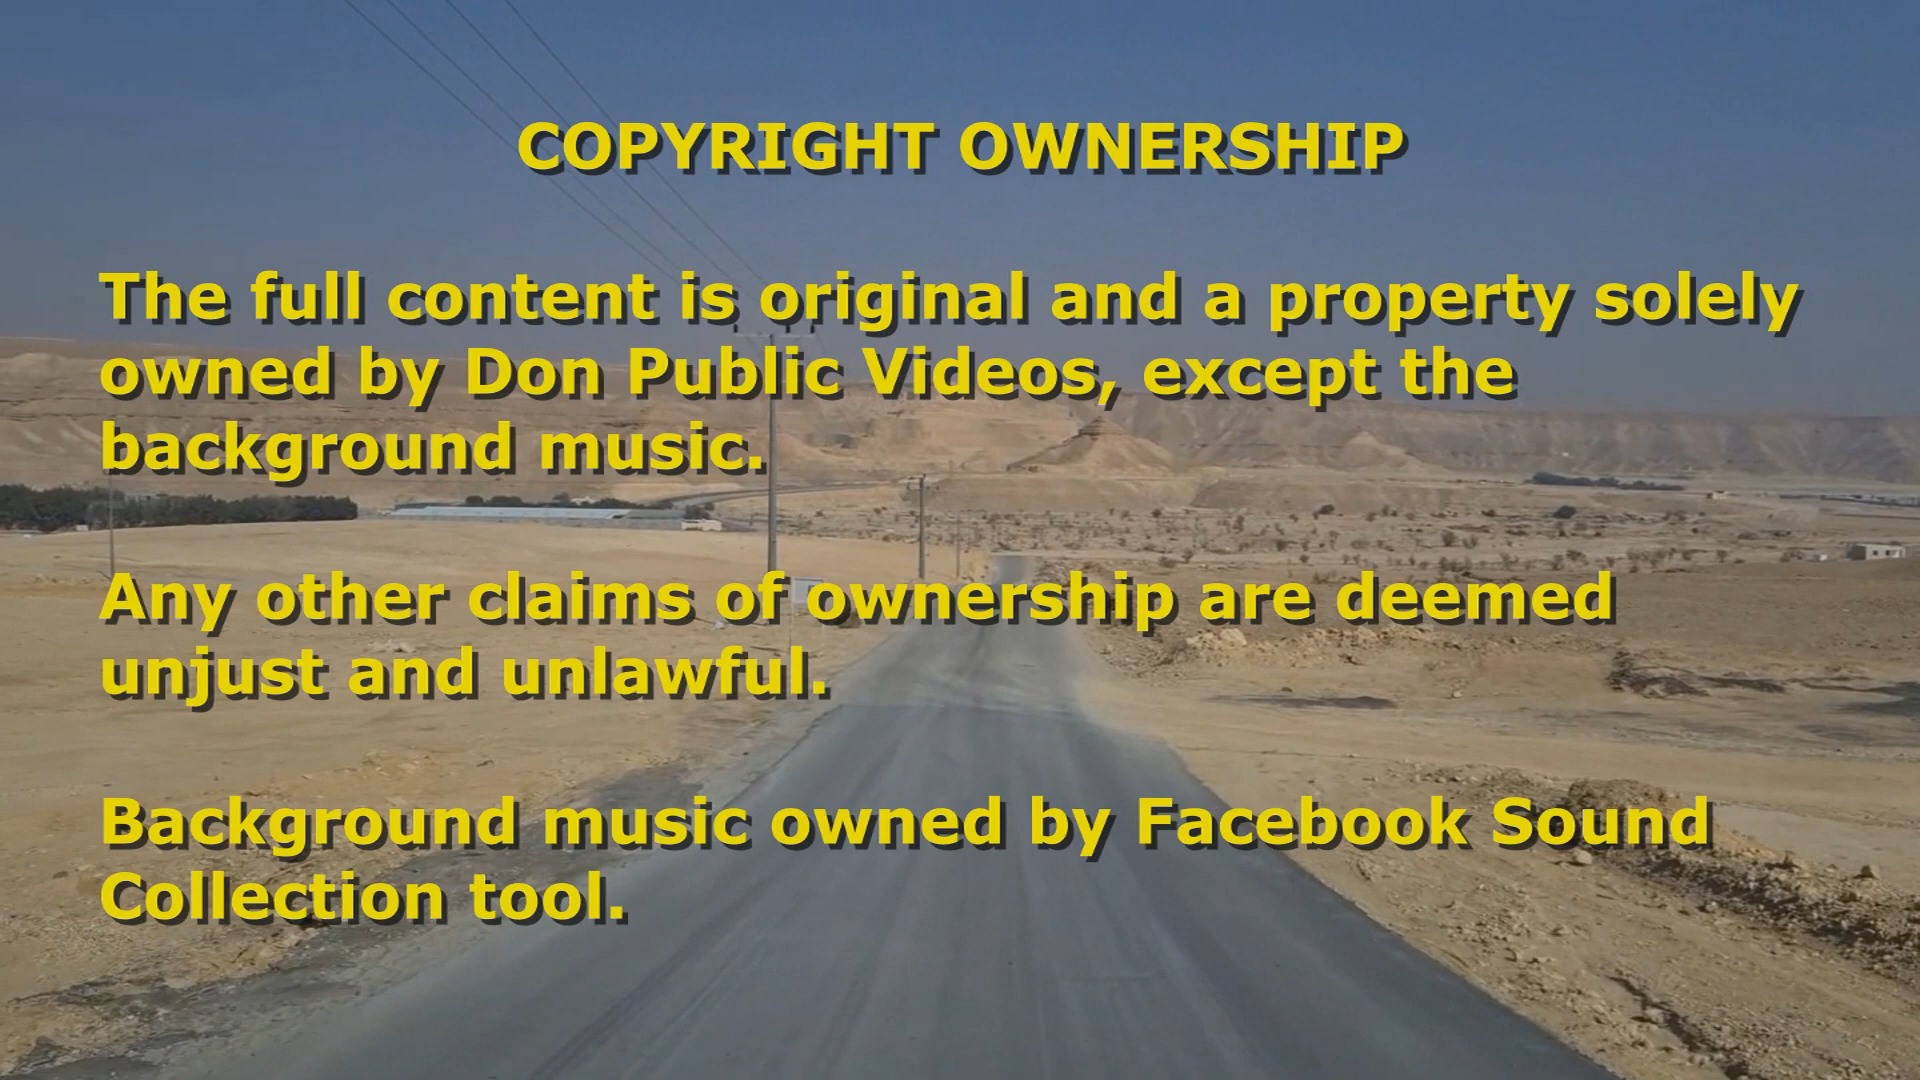 COPYRIGHT OWNERSHIP
The full content is original and a property solely
owned by Don Public Videos, except the
background music.
Any other claims of ownership are deemed
unjust and unlawful.
Background music owned by Facebook Sound
Collection tool.